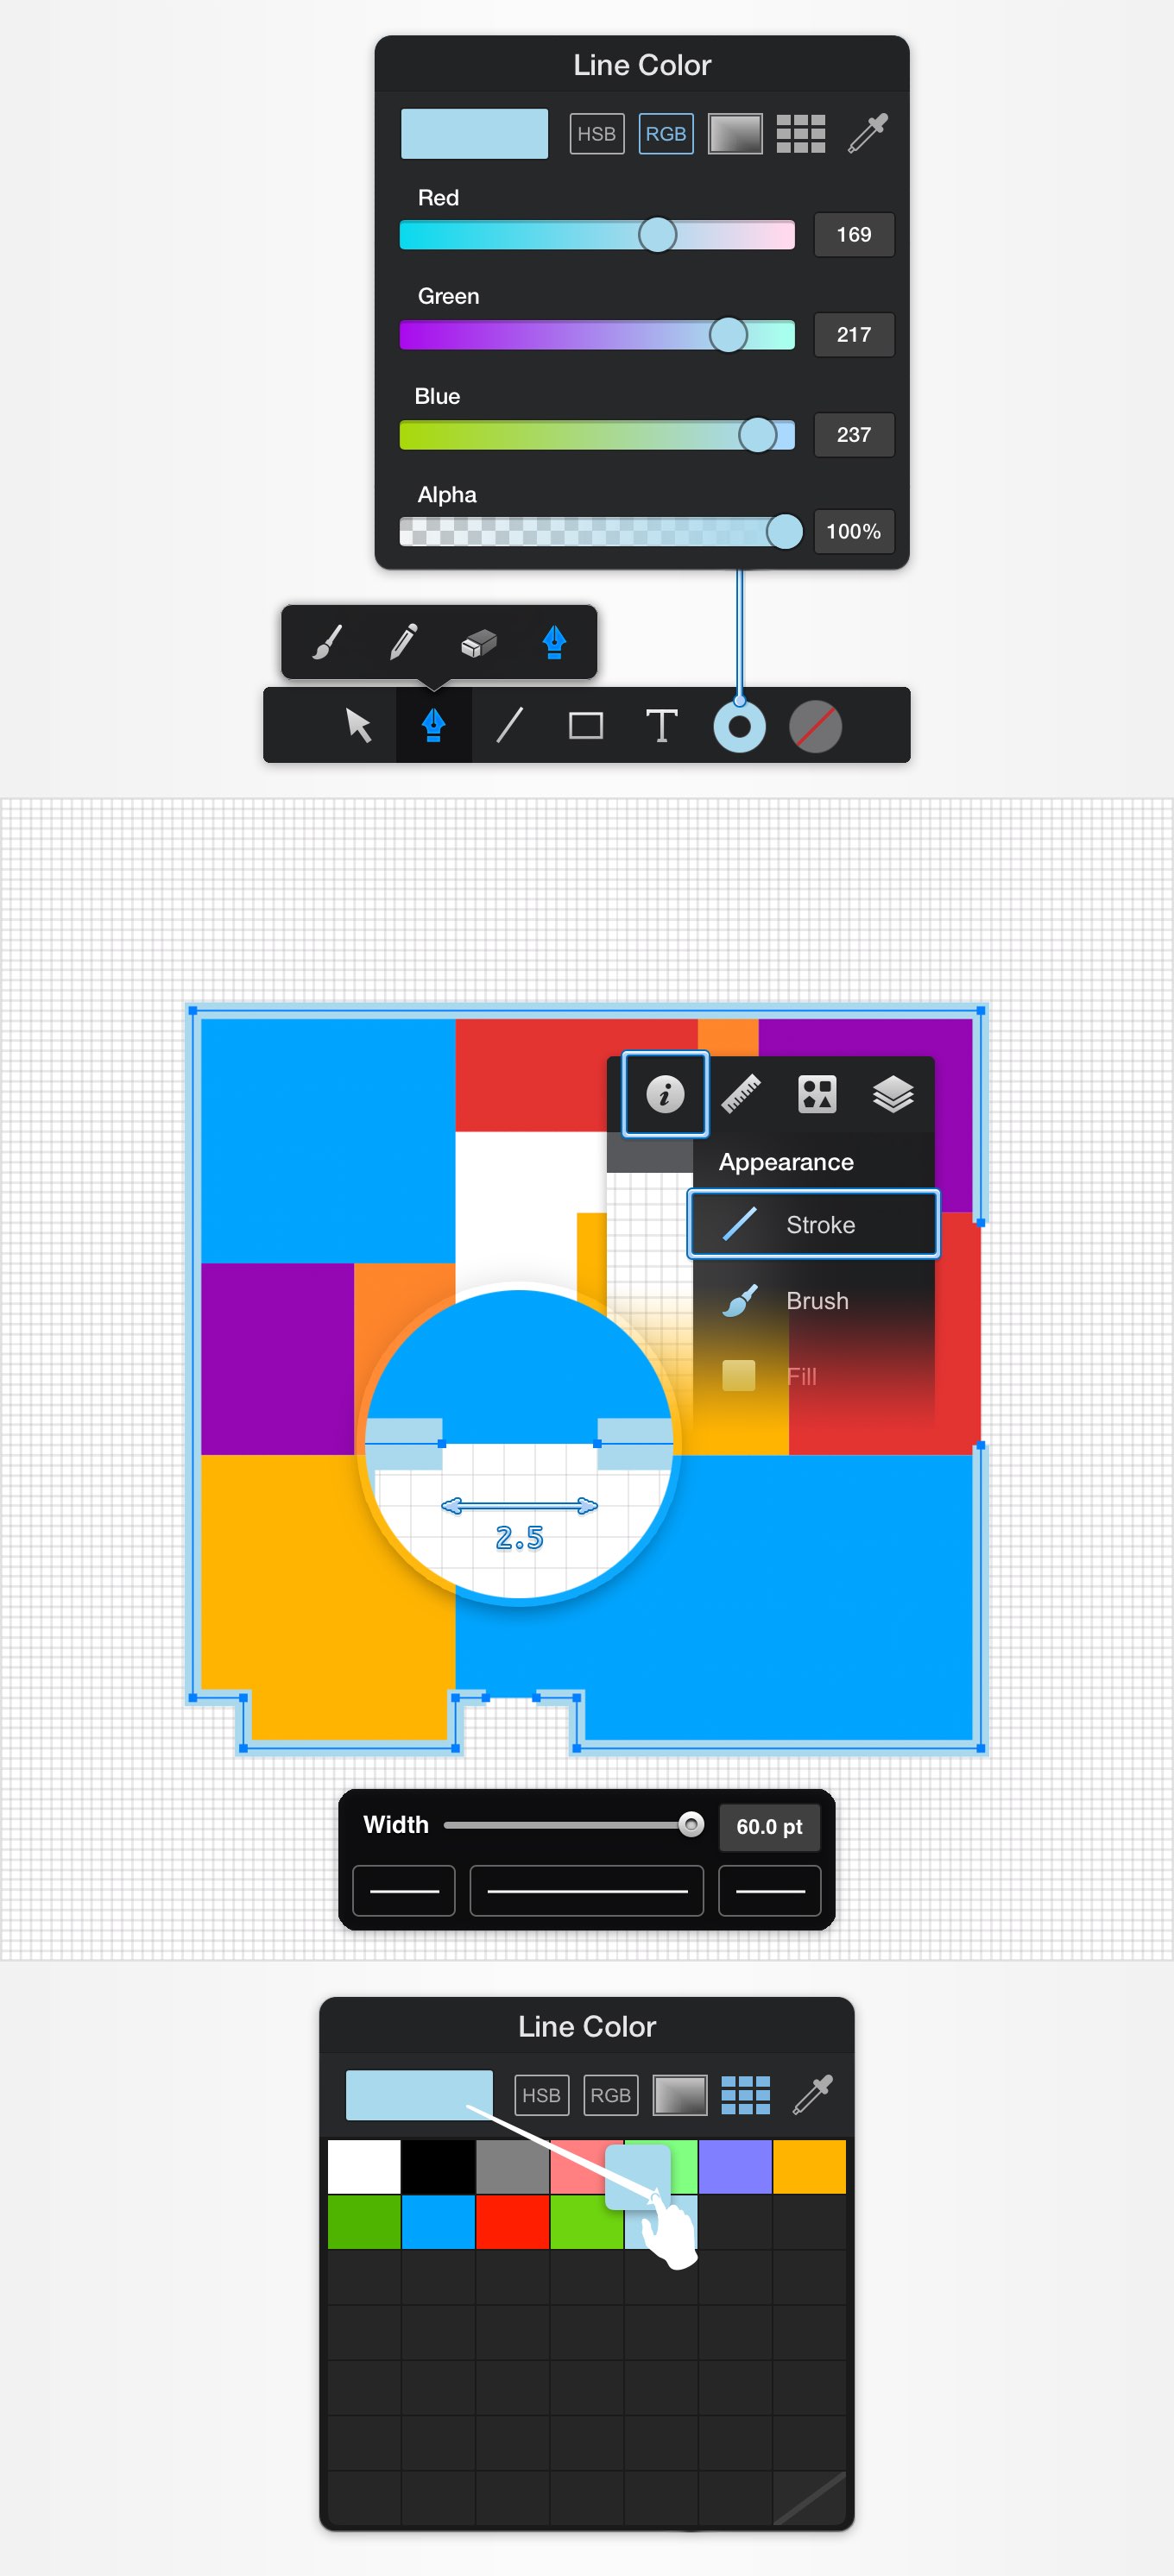 Line Color
HSB RGB
Red
169
Green
217
Blue
237
Alpha
100%
T
i
Appearance
Stroke
Brush
Fill
2.5
Width 60.0 pt
Line Color
HSB RGB